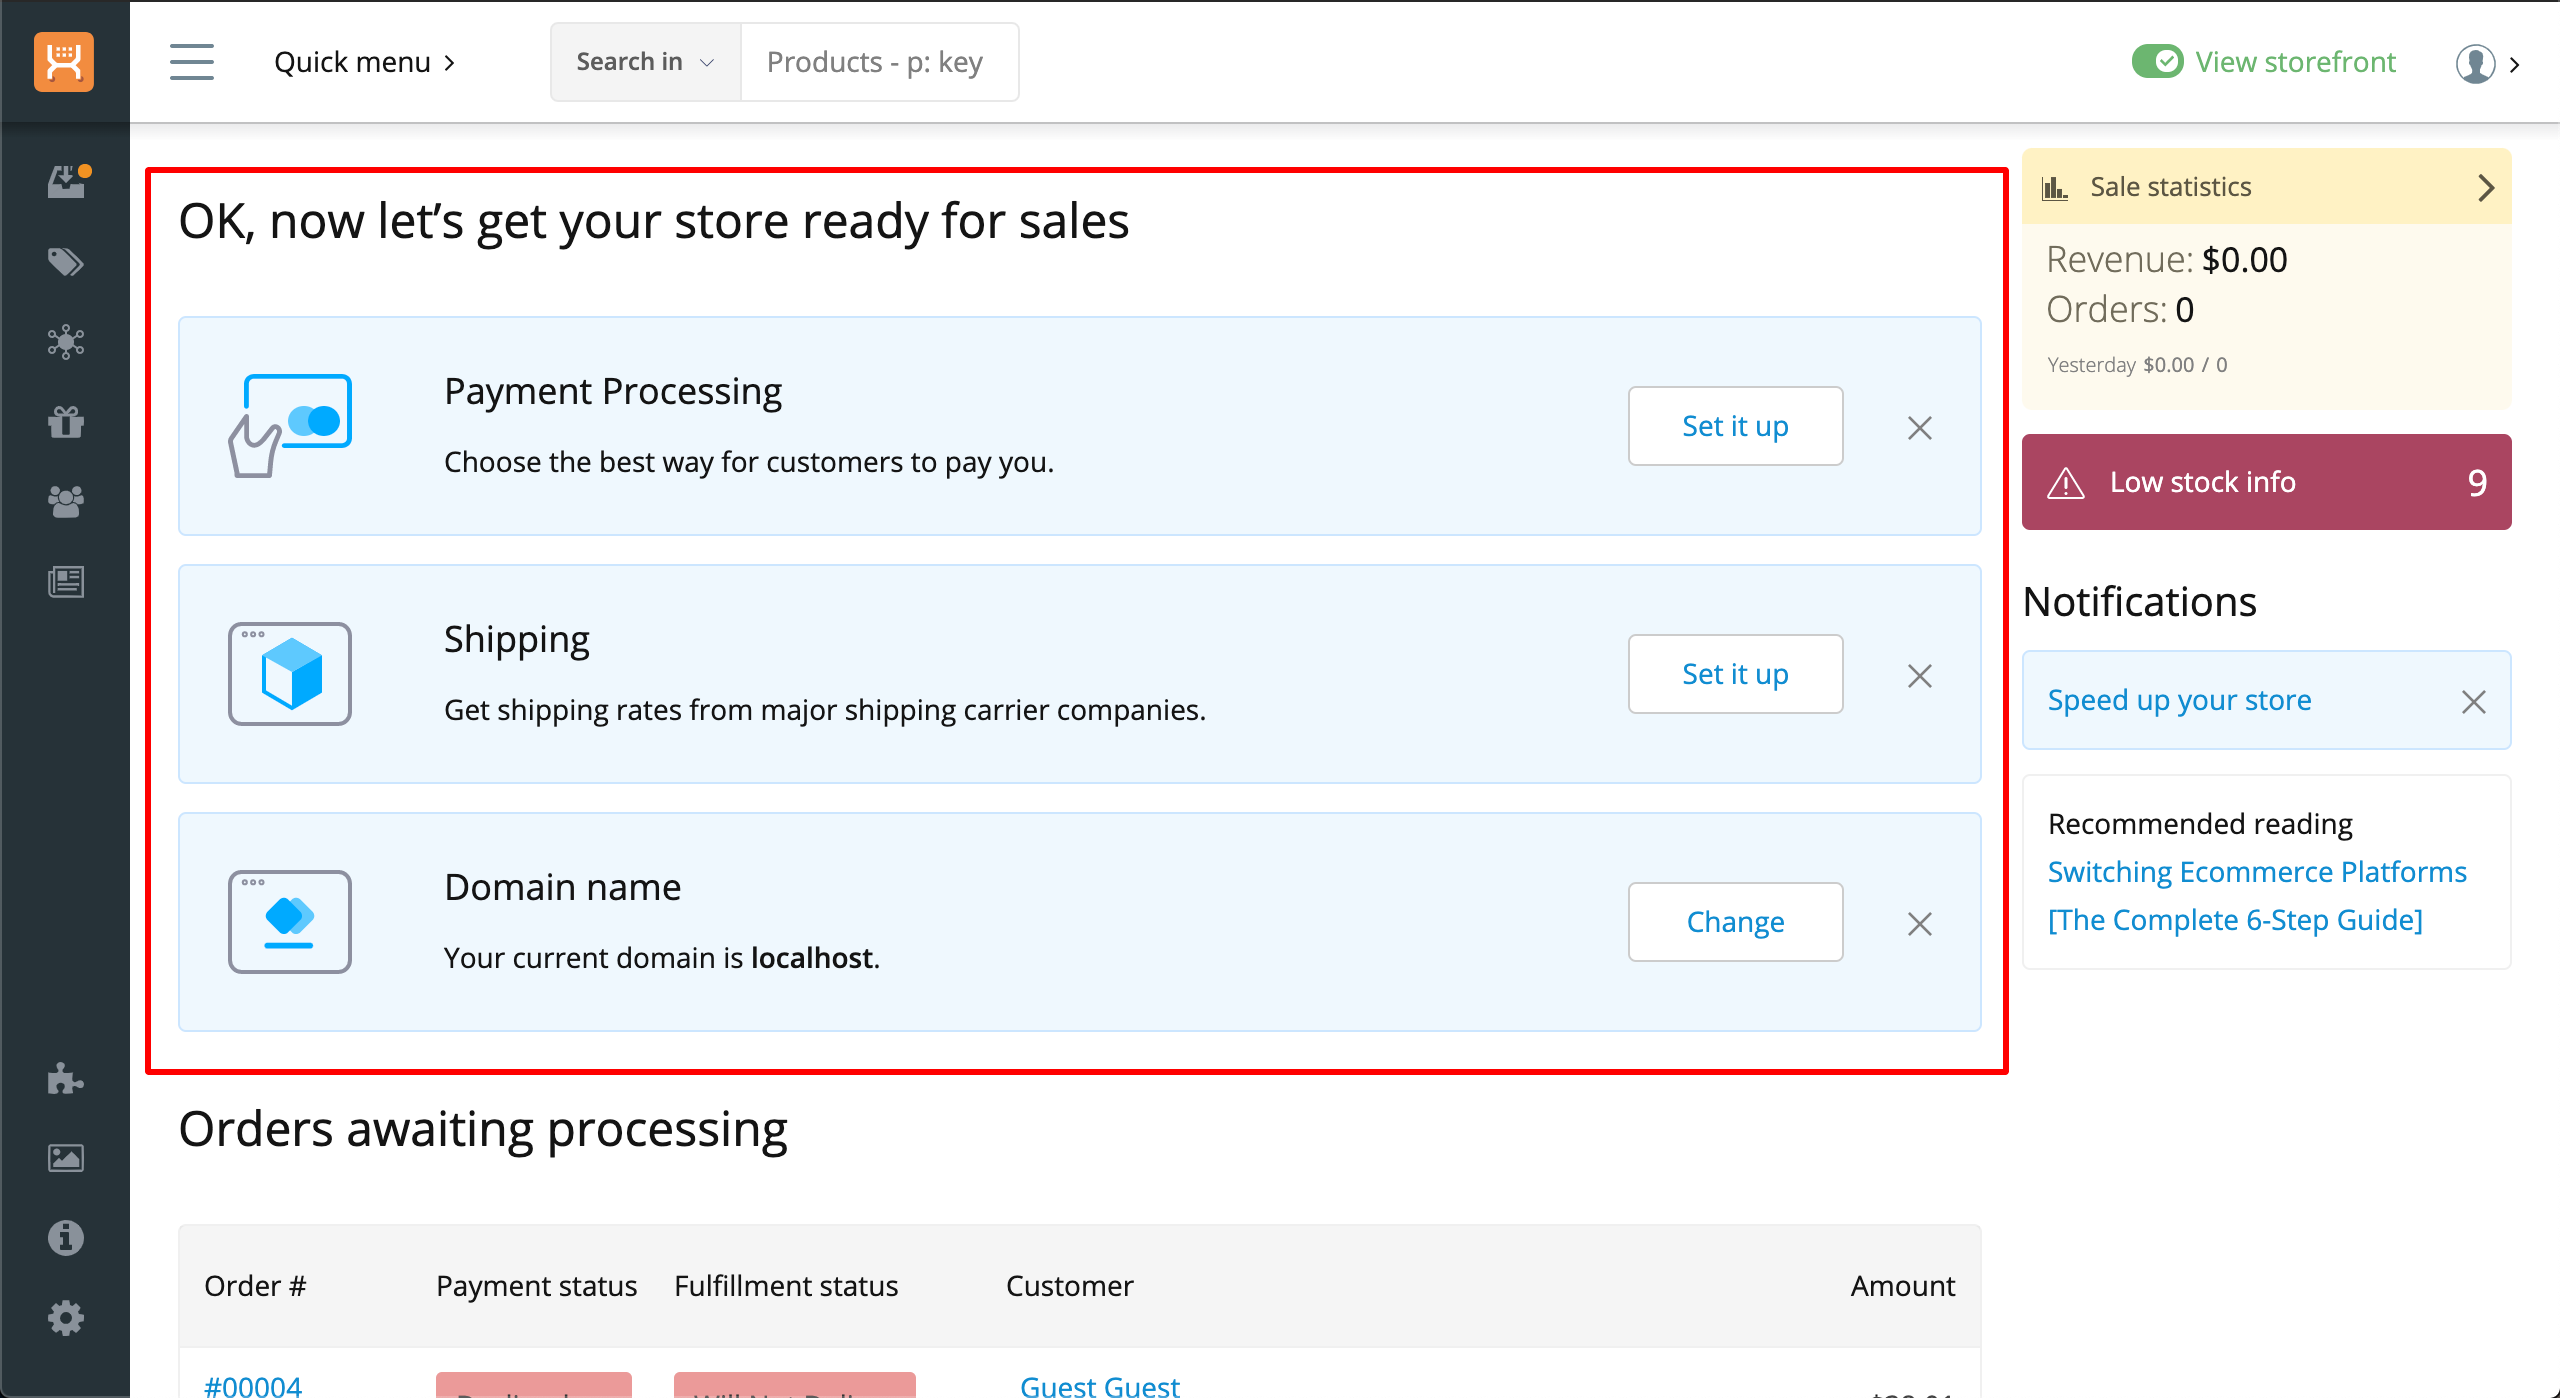 Quick menu
Search in
Products - p: key
View storefront
OK, now let’s get your store ready for sales
Payment Processing
Choose the best way for customers to pay you.
Set it up
Shipping
Get shipping rates from major shipping carrier companies.
Set it up
Domain name
Your current domain is localhost.
Change
Sale statistics
Revenue: $0.00
Orders: 0
Yesterday $0.00 / 0
Low stock info 9
Notifications
Speed up your store
Recommended reading
Switching Ecommerce Platforms
[The Complete 6-Step Guide]
Orders awaiting processing
Order # Payment status Fulfillment status Customer Amount
#00004 Guest Guest